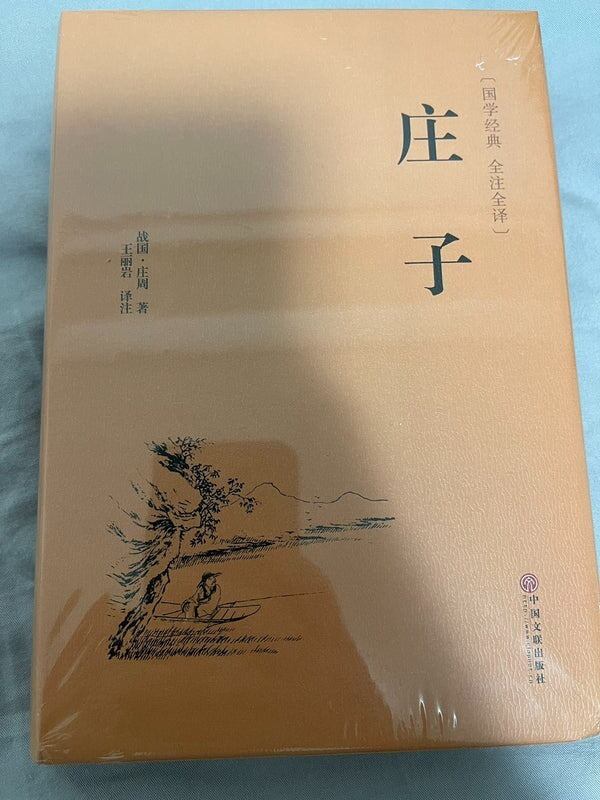 〔国学经典 全注全译〕
庄子
战国·庄周 著
王丽岩 译注
中国文联出版社